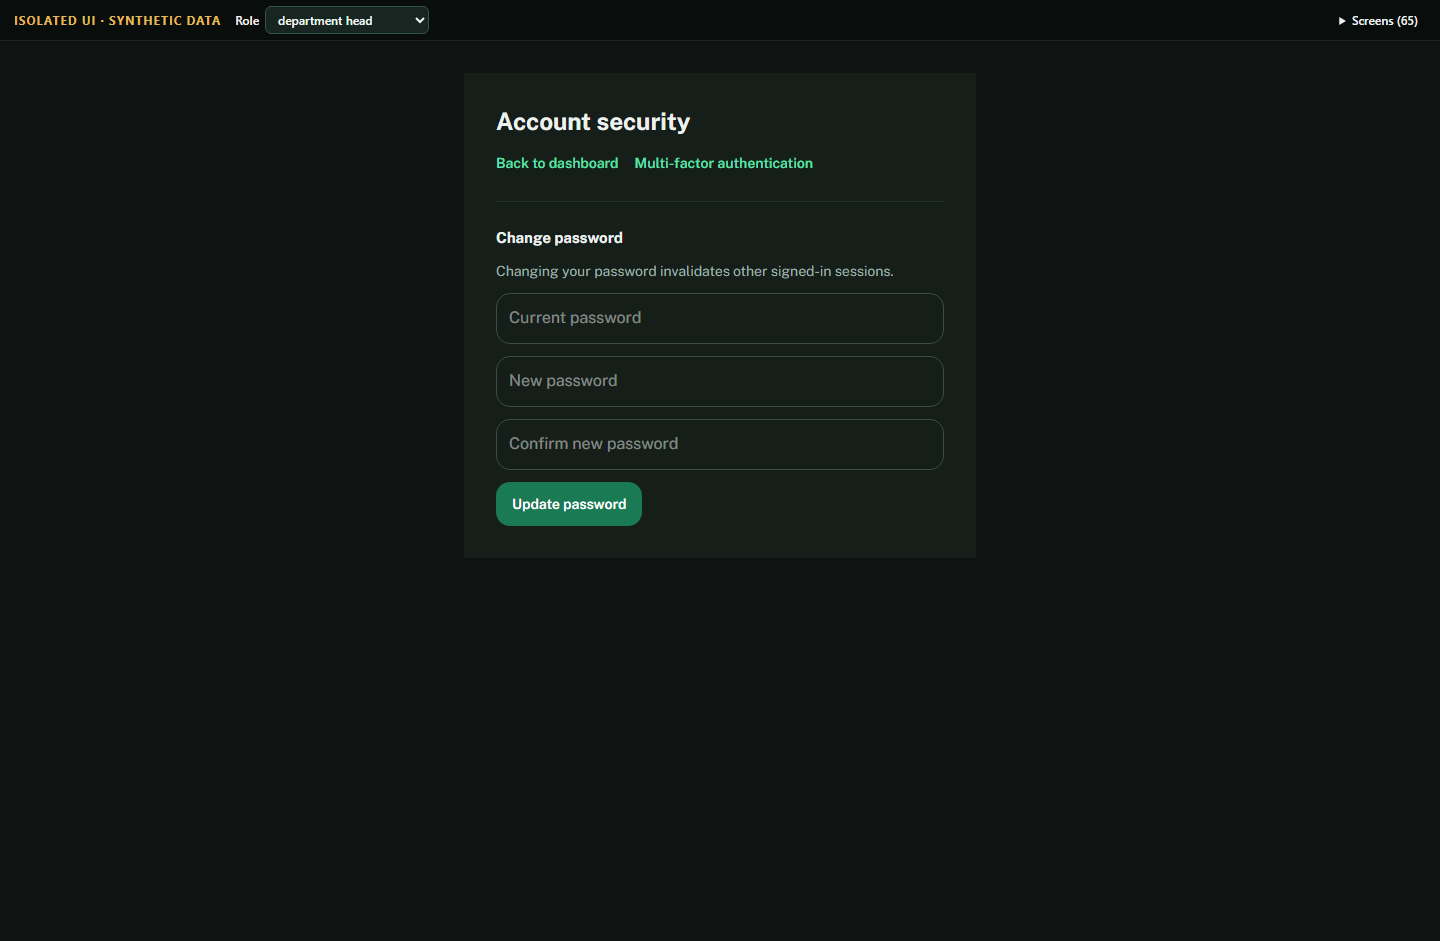 ISOLATED UI · SYNTHETIC DATA Role department head ▶ Screens (65)
Account security
Back to dashboard Multi-factor authentication
Change password
Changing your password invalidates other signed-in sessions.
Current password
New password
Confirm new password
Update password